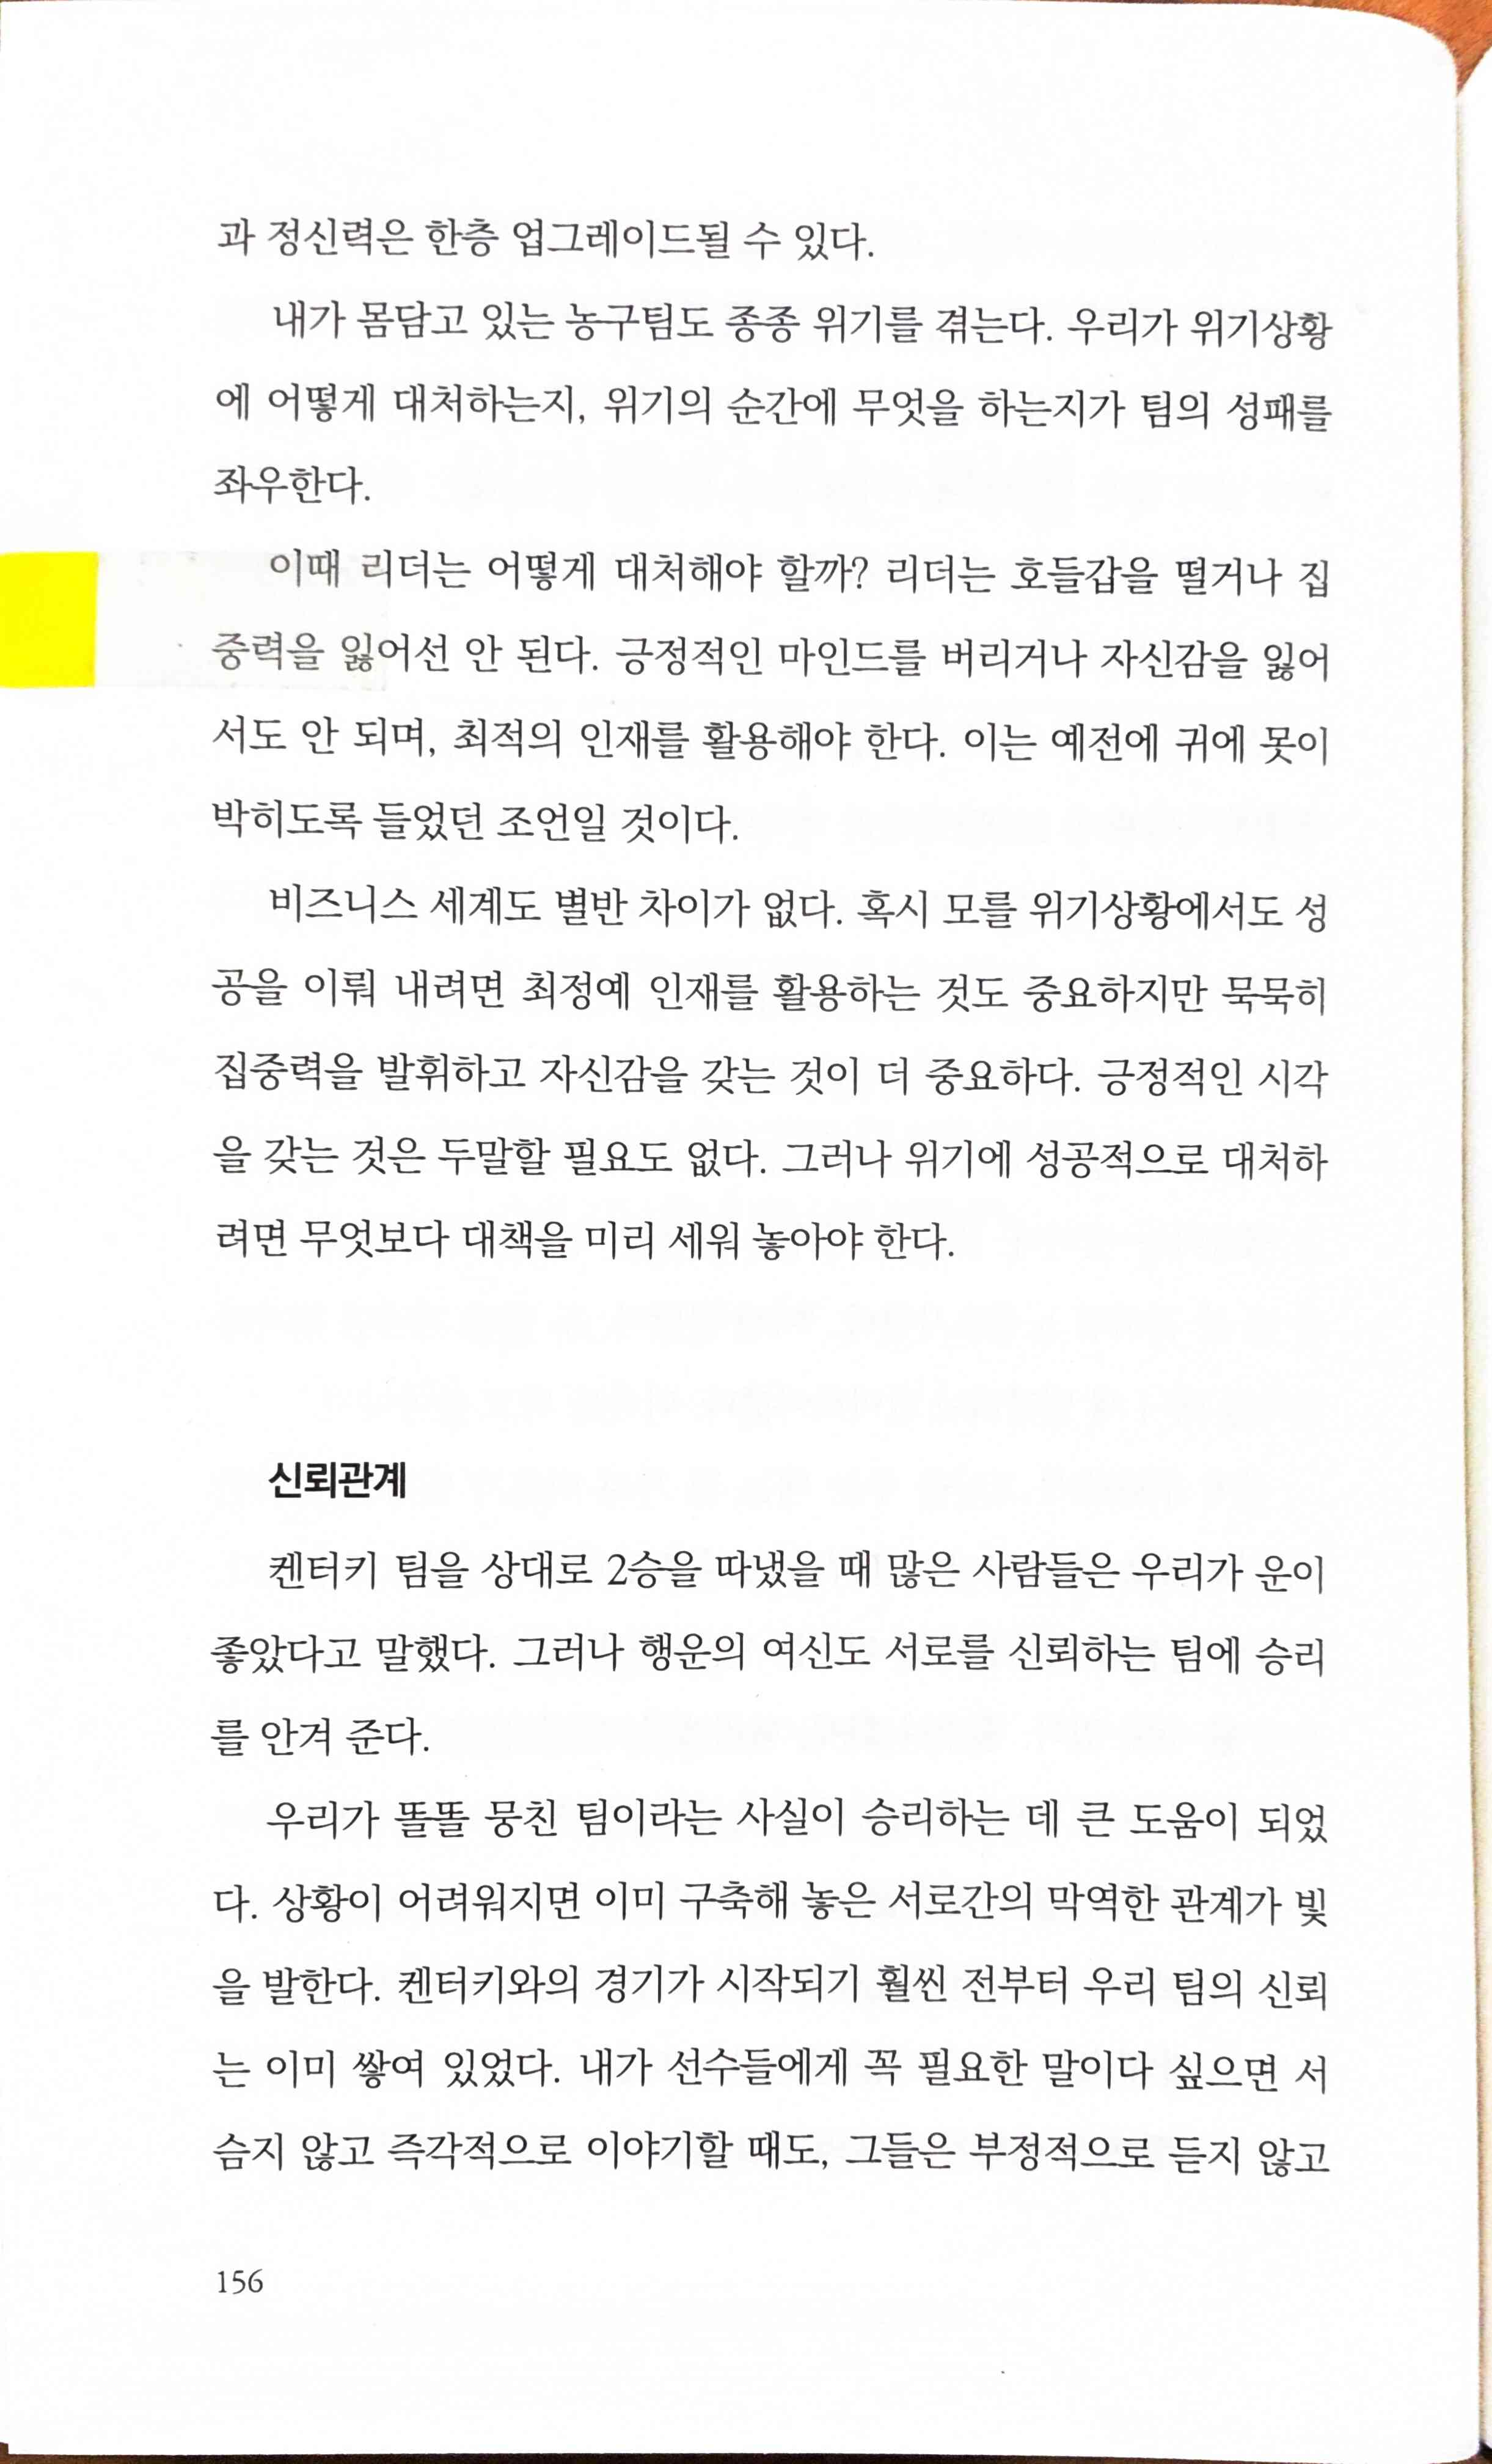 과 정신력은 한층 업그레이드될 수 있다.
내가 몸담고 있는 농구팀도 종종 위기를 겪는다. 우리가 위기상황
에 어떻게 대처하는지, 위기의 순간에 무엇을 하는지가 팀의 성패를
좌우한다.
이때 리더는 어떻게 대처해야 할까? 리더는 호들갑을 떨거나 집
중력을 잃어선 안 된다. 긍정적인 마인드를 버리거나 자신감을 잃어
서도 안 되며, 최적의 인재를 활용해야 한다. 이는 예전에 귀에 못이
박히도록 들었던 조언일 것이다.
비즈니스 세계도 별반 차이가 없다. 혹시 모를 위기상황에서도 성
공을 이뤄 내려면 최정예 인재를 활용하는 것도 중요하지만 묵묵히
집중력을 발휘하고 자신감을 갖는 것이 더 중요하다. 긍정적인 시각
을 갖는 것은 두말할 필요도 없다. 그러나 위기에 성공적으로 대처하
려면 무엇보다 대책을 미리 세워 놓아야 한다.
신뢰관계
켄터키 팀을 상대로 2승을 따냈을 때 많은 사람들은 우리가 운이
좋았다고 말했다. 그러나 행운의 여신도 서로를 신뢰하는 팀에 승리
를 안겨 준다.
우리가 똘똘 뭉친 팀이라는 사실이 승리하는 데 큰 도움이 되었
다. 상황이 어려워지면 이미 구축해 놓은 서로간의 막역한 관계가 빛
을 발한다. 켄터키와의 경기가 시작되기 훨씬 전부터 우리 팀의 신뢰
는 이미 쌓여 있었다. 내가 선수들에게 꼭 필요한 말이다 싶으면 서
슴지 않고 즉각적으로 이야기할 때도, 그들은 부정적으로 듣지 않고
156